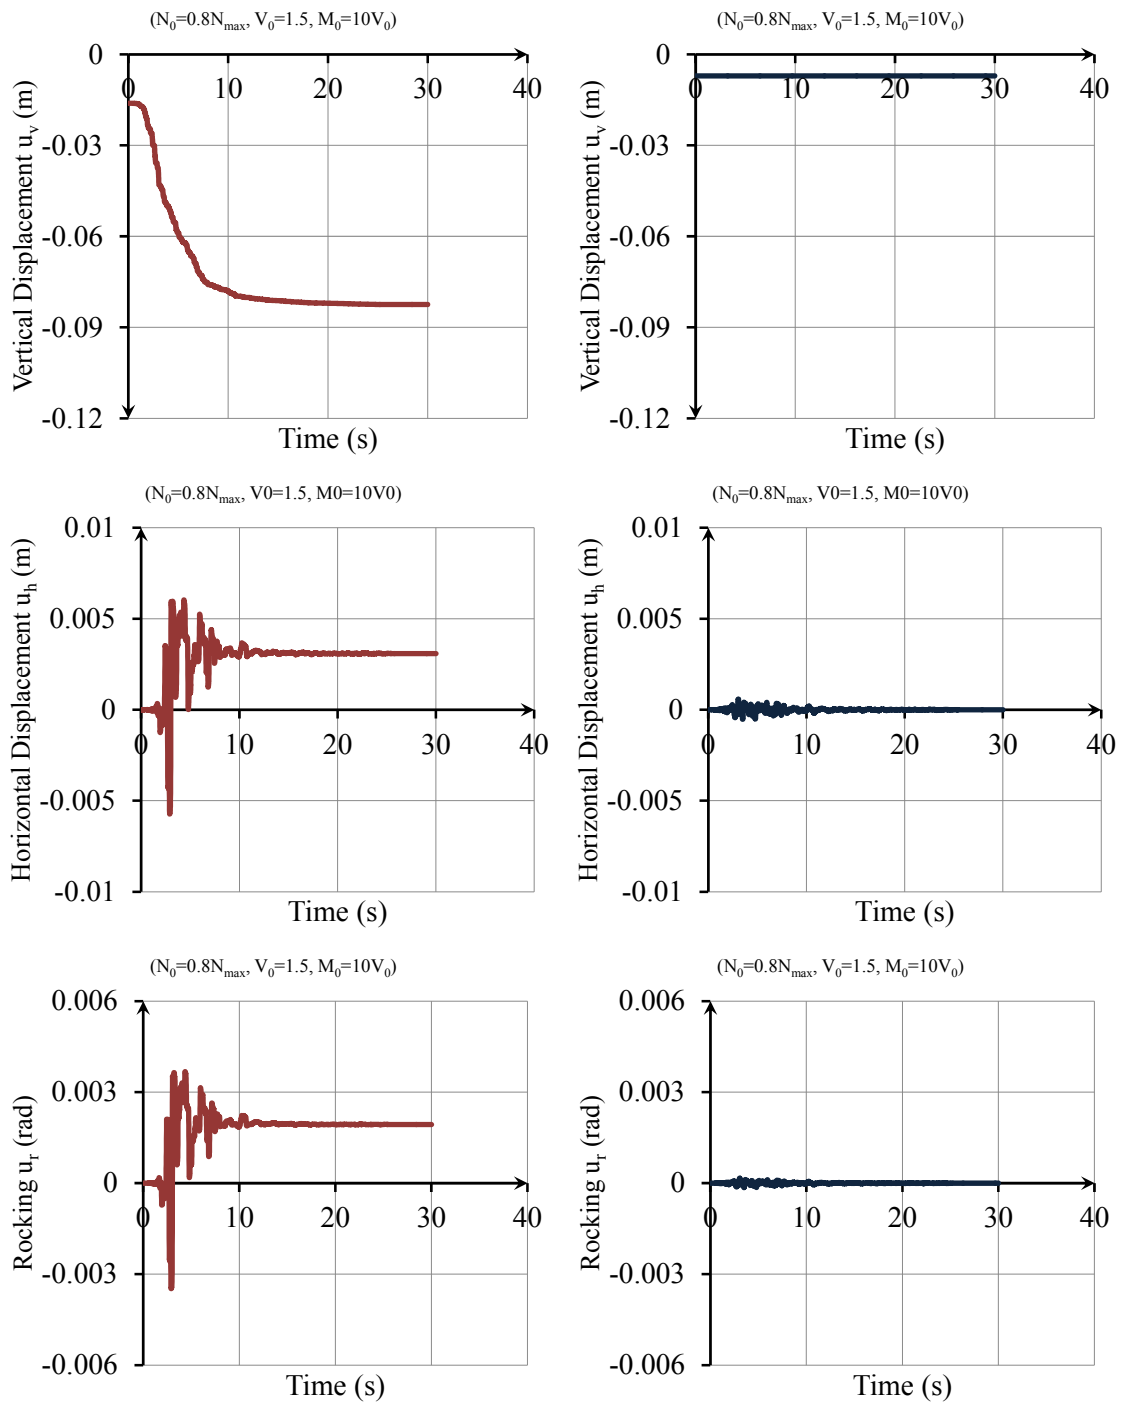 (N₀=0.8Nₘₐₓ, V₀=1.5, M₀=10V₀)
0
-0.03
-0.06
-0.09
-0.12
0 10 20 30 40
Vertical Displacement uᵥ (m)
Time (s)
(N₀=0.8Nₘₐₓ, V₀=1.5, M₀=10V₀)
0
-0.03
-0.06
-0.09
-0.12
0 10 20 30 40
Vertical Displacement uᵥ (m)
Time (s)
(N₀=0.8Nₘₐₓ, V0=1.5, M0=10V0)
0.01
0.005
0
-0.005
-0.01
0 10 20 30 40
Horizontal Displacement uₕ (m)
Time (s)
(N₀=0.8Nₘₐₓ, V0=1.5, M0=10V0)
0.01
0.005
0
-0.005
-0.01
0 10 20 30 40
Horizontal Displacement uₕ (m)
Time (s)
(N₀=0.8Nₘₐₓ, V₀=1.5, M₀=10V₀)
0.006
0.003
0
-0.003
-0.006
0 10 20 30 40
Rocking uᵣ (rad)
Time (s)
(N₀=0.8Nₘₐₓ, V₀=1.5, M₀=10V₀)
0.006
0.003
0
-0.003
-0.006
0 10 20 30 40
Rocking uᵣ (rad)
Time (s)